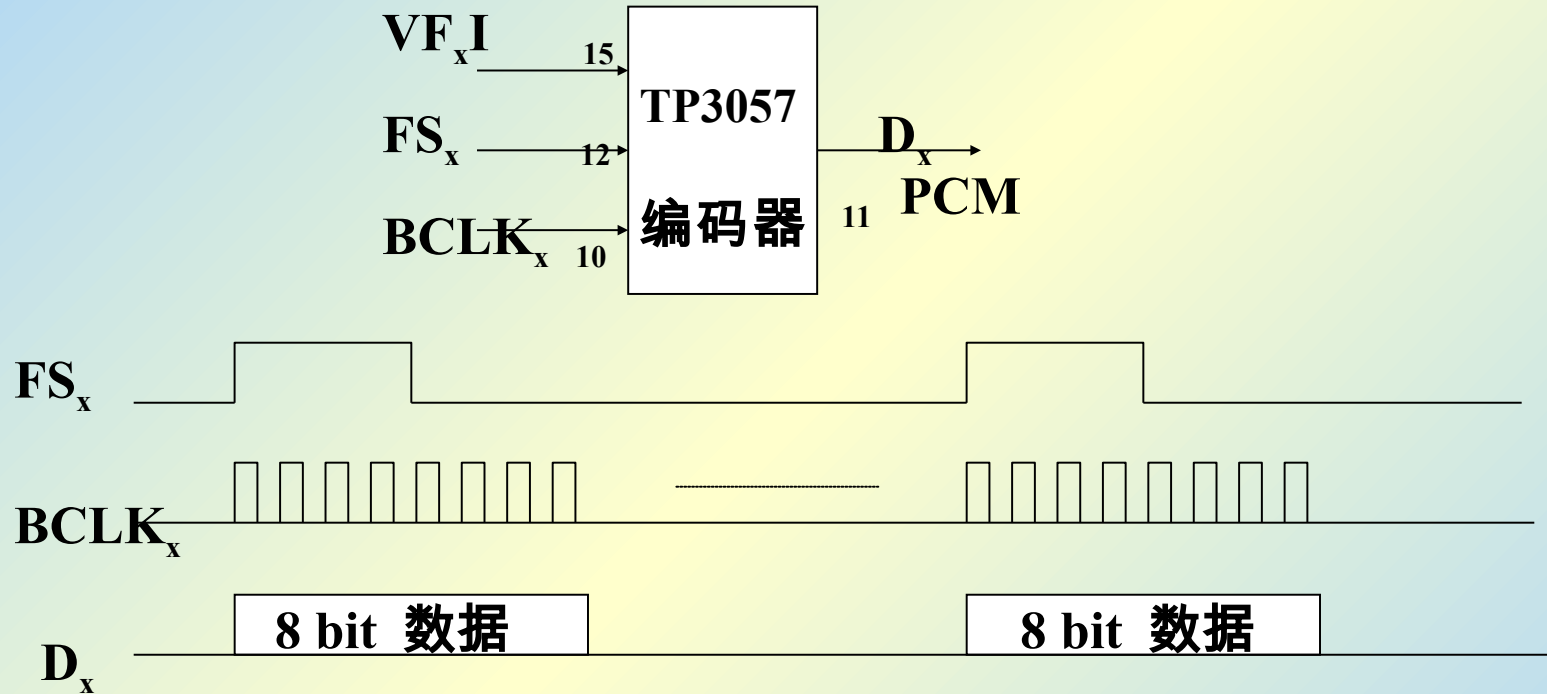 VFxI
15
TP3057
FSx
12
Dx
PCM
编码器
11
BCLKx
10
FSx
BCLKx
8 bit 数据
8 bit 数据
Dx